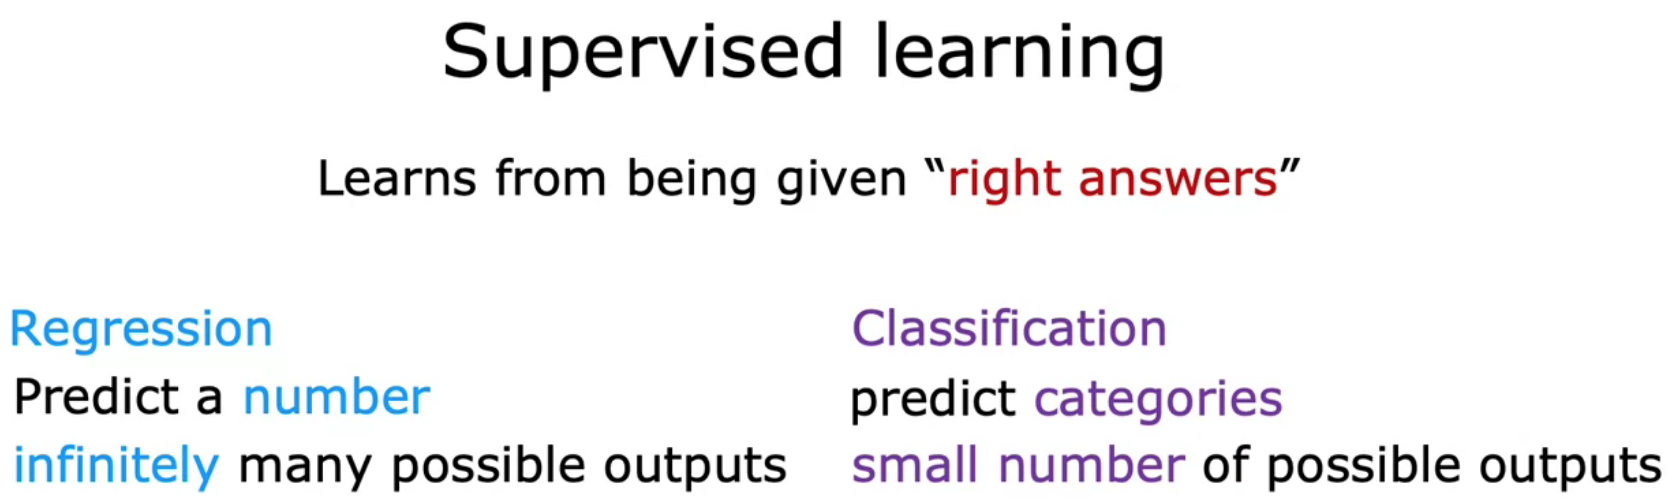 Supervised learning
Learns from being given “right answers”
Regression
Predict a number
infinitely many possible outputs
Classification
predict categories
small number of possible outputs